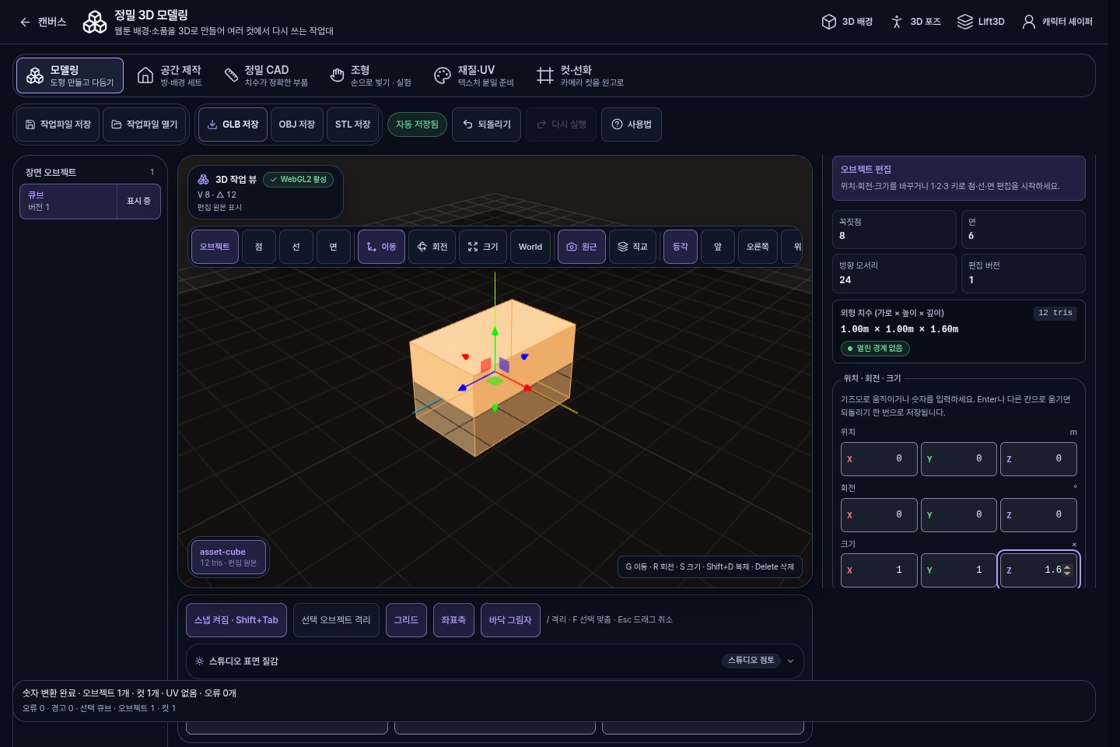 캔버스
정밀 3D 모델링
웹툰 배경·소품을 3D로 만들어 여러 컷에서 다시 쓰는 작업대
3D 배경
3D 포즈
Lift3D
캐릭터 셰이퍼
모델링
도형 만들고 다듬기
공간 제작
방·배경 세트
정밀 CAD
치수가 정확한 부품
조형
손으로 빚기 · 실험
재질·UV
텍스처 붙일 준비
컷·선화
카메라 컷을 원고로
작업파일 저장
작업파일 열기
GLB 저장
OBJ 저장
STL 저장
자동 저장됨
되돌리기
다시 실행
사용법
장면 오브젝트 1
큐브
버전 1
표시 중
3D 작업 뷰
✓ WebGL2 활성
V 8 · △ 12
편집 원본 표시
오브젝트
점
선
면
이동
회전
크기
World
원근
직교
등각
앞
오른쪽
위
asset-cube
12 tris · 편집 원본
G 이동 · R 회전 · S 크기 · Shift+D 복제 · Delete 삭제
오브젝트 편집
위치·회전·크기를 바꾸거나 1·2·3 키로 점·선·면 편집을 시작하세요.
꼭짓점
8
면
6
방향 모서리
24
편집 버전
1
외형 치수 (가로 × 높이 × 깊이)
12 tris
1.00m × 1.00m × 1.60m
열린 경계 없음
위치 · 회전 · 크기
기즈모로 움직이거나 숫자를 입력하세요. Enter나 다른 칸으로 옮기면
되돌리기 한 번으로 저장됩니다.
위치 m
X 0 Y 0 Z 0
회전 °
X 0 Y 0 Z 0
크기 ×
X 1 Y 1 Z 1.6
스냅 켜짐 · Shift+Tab
선택 오브젝트 격리
그리드
좌표축
바닥 그림자
/ 격리 · F 선택 맞춤 · Esc 드래그 취소
스튜디오 표면 질감
스튜디오 점토
숫자 변환 완료 · 오브젝트 1개 · 컷 1개 · UV 없음 · 오류 0개
오류 0 · 경고 0 · 선택 큐브 · 오브젝트 1 · 컷 1